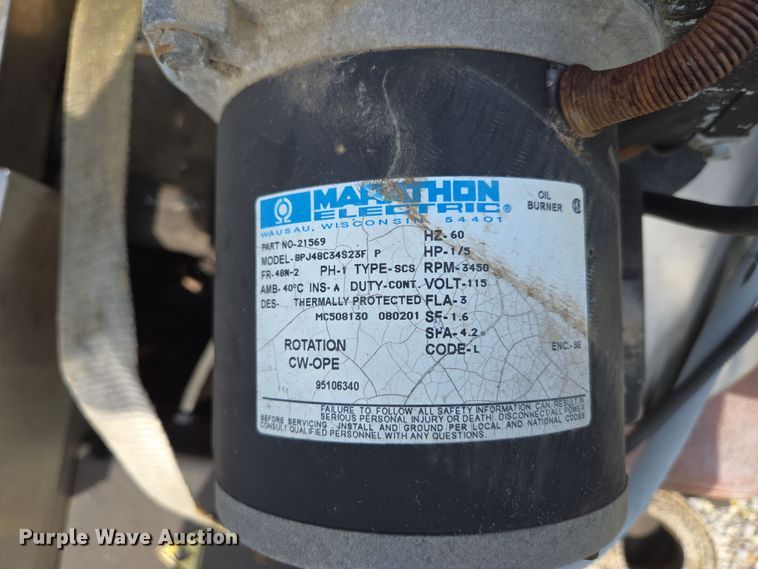 MARATHON
ELECTRIC®
WAUSAU, WISCONSIN 54401
OIL BURNER
PART NO-21569 HZ-60
MODEL-8PJ48C34S23F P HP-1/5
FR-48N-2 PH-1 TYPE-SCS RPM-3450
AMB-40°C INS-A DUTY-CONT. VOLT-115
DES- THERMALLY PROTECTED FLA-3
MC508130 080201 SF-1.6
SFA-4.2
ROTATION CODE-L ENC.-SE
CW-OPE
95106340
FAILURE TO FOLLOW ALL SAFETY INFORMATION CAN RESULT IN
SERIOUS PERSONAL INJURY OR DEATH. DISCONNECT ALL POWER
BEFORE SERVICING. INSTALL AND GROUND PER LOCAL AND NATIONAL CODES
CONSULT QUALIFIED PERSONNEL WITH ANY QUESTIONS.
Purple Wave Auction